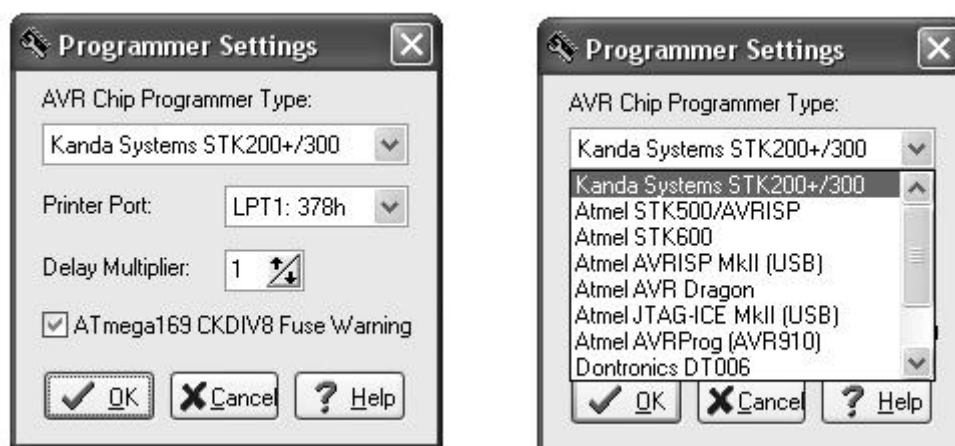 Programmer Settings
AVR Chip Programmer Type:
Kanda Systems STK200+/300
Printer Port:
LPT1: 378h
Delay Multiplier:
1
ATmega169 CKDIV8 Fuse Warning
OK
Cancel
Help
Programmer Settings
AVR Chip Programmer Type:
Kanda Systems STK200+/300
Kanda Systems STK200+/300
Atmel STK500/AVRISP
Atmel STK600
Atmel AVRISP MkII (USB)
Atmel AVR Dragon
Atmel JTAG-ICE MkII (USB)
Atmel AVRProg (AVR910)
Dontronics DT006
OK
Cancel
Help